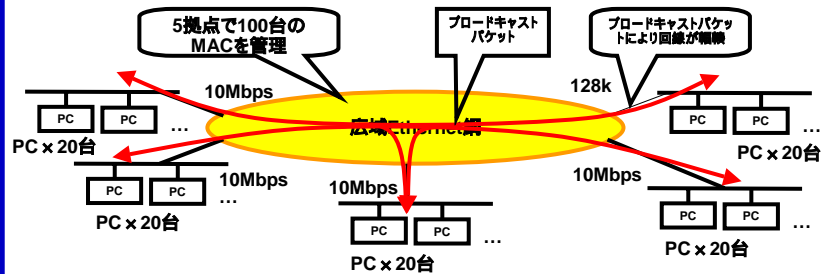 5拠点で100台の
MACを管理
ブロードキャスト
パケット
ブロードキャストパケッ
トにより回線が輻輳
10Mbps
128k
広域Ethernet網
PC
PC
...
PC×20台
PC
PC
...
PC×20台
10Mbps
PC
PC
...
PC×20台
10Mbps
PC
PC
...
PC×20台
10Mbps
PC
PC
...
PC×20台